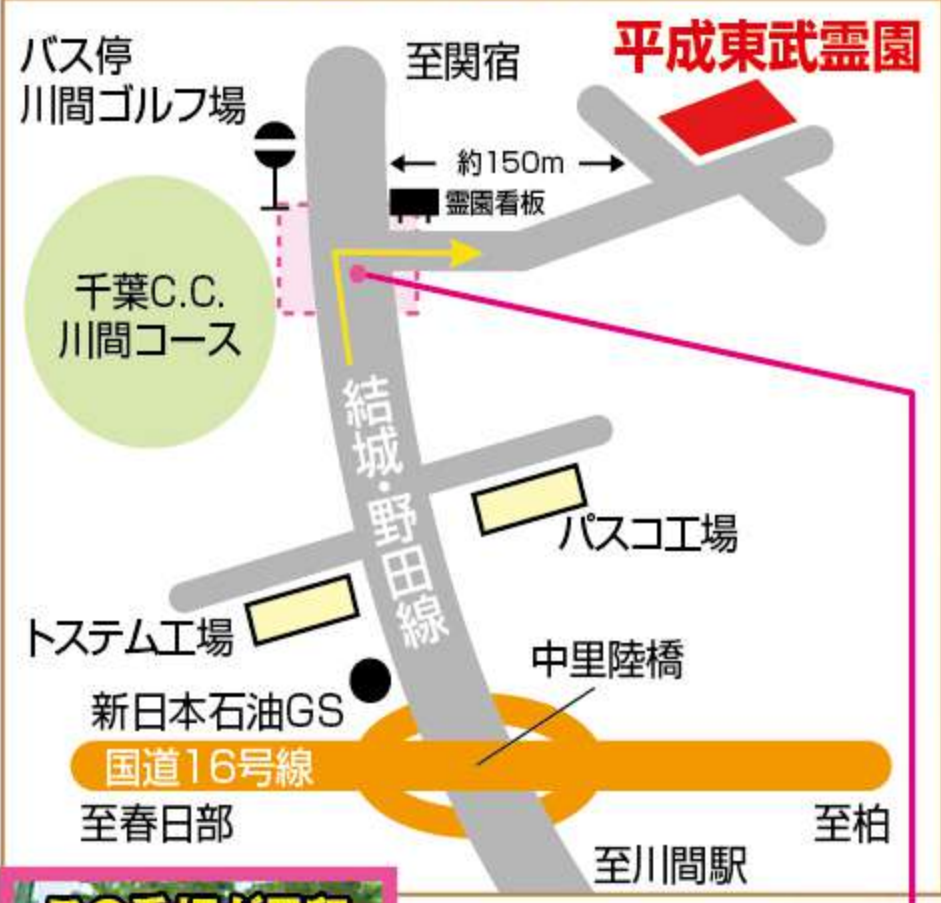 バス停
川間ゴルフ場
至関宿
平成東武霊園
約150m
霊園看板
千葉C.C.
川間コース
結城・野田線
パスコ工場
トステム工場
中里陸橋
新日本石油GS
国道16号線
至春日部
至柏
至川間駅